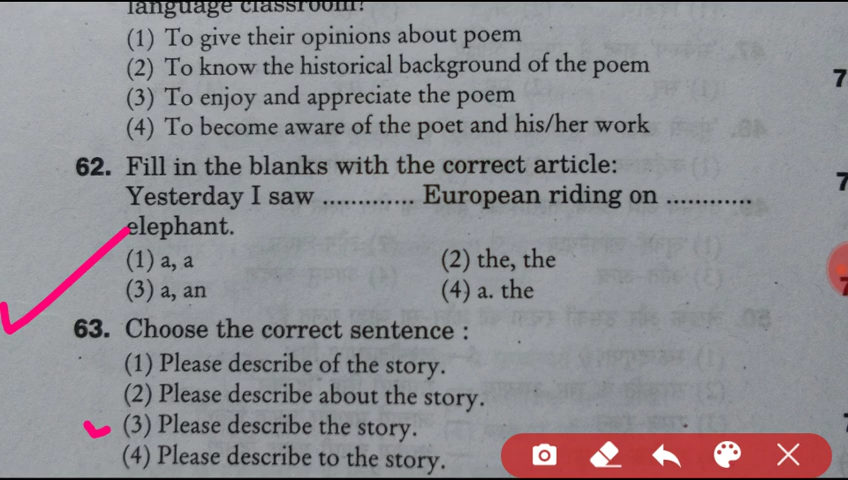 language classroom?
(1) To give their opinions about poem
(2) To know the historical background of the poem
(3) To enjoy and appreciate the poem
(4) To become aware of the poet and his/her work
62. Fill in the blanks with the correct article:
Yesterday I saw ............. European riding on ............
elephant.
(1) a, a (2) the, the
(3) a, an (4) a. the
63. Choose the correct sentence :
(1) Please describe of the story.
(2) Please describe about the story.
(3) Please describe the story.
(4) Please describe to the story.